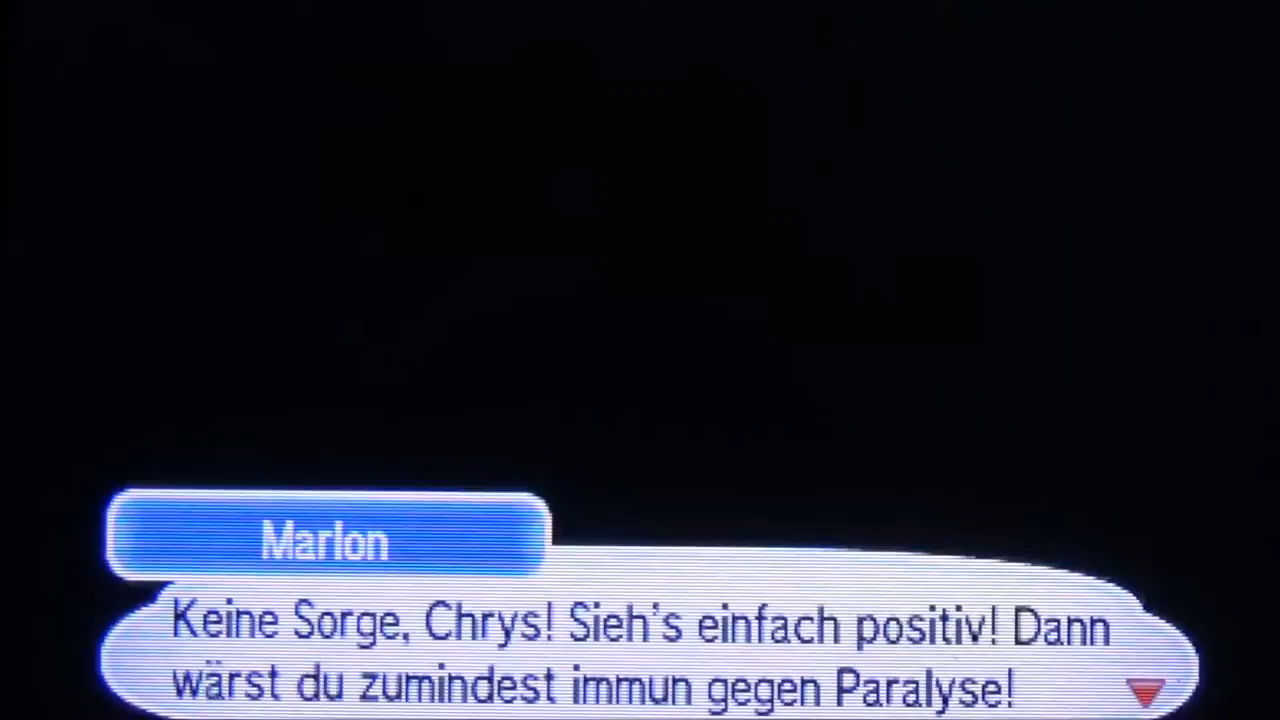 Marlon
Keine Sorge, Chrys! Sieh's einfach positiv! Dann
wärst du zumindest immun gegen Paralyse!